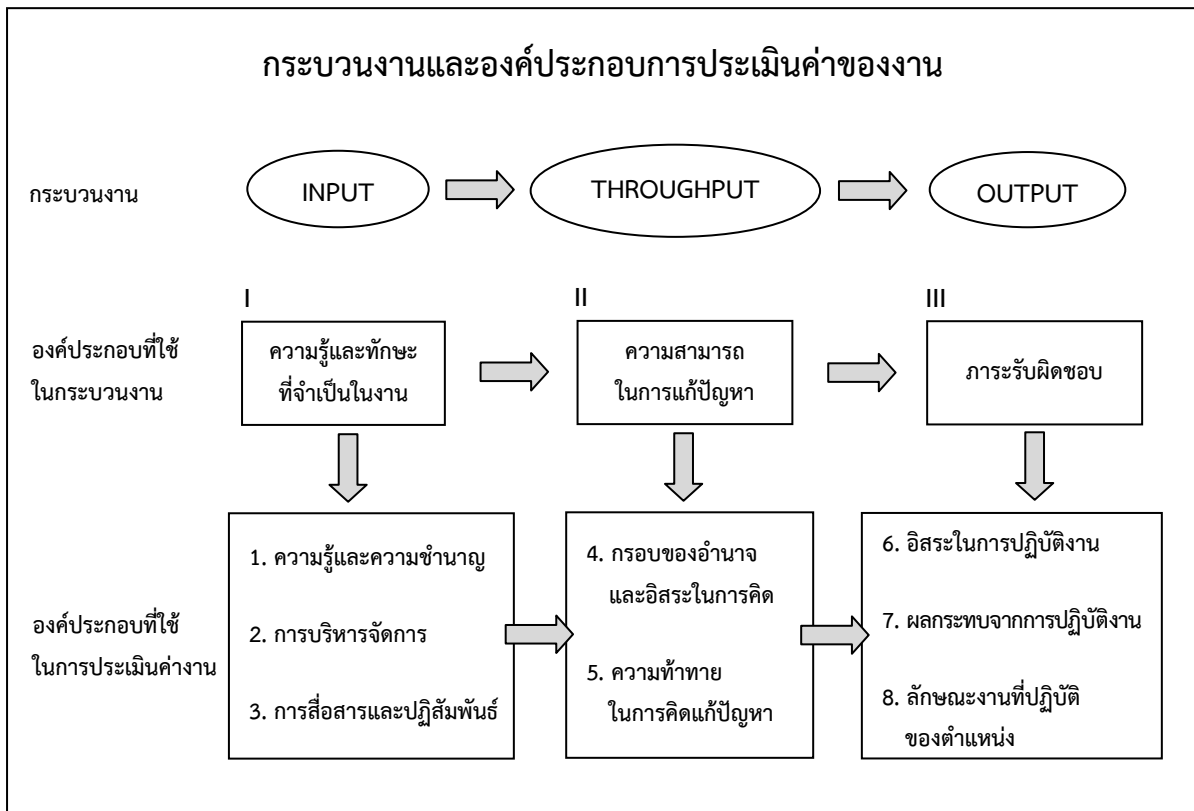 กระบวนงานและองค์ประกอบการประเมินค่าของงาน
กระบวนงาน
INPUT
THROUGHPUT
OUTPUT
I
II
III
องค์ประกอบที่ใช้
ในกระบวนงาน
ความรู้และทักษะ
ที่จำเป็นในงาน
ความสามารถ
ในการแก้ปัญหา
ภาระรับผิดชอบ
องค์ประกอบที่ใช้
ในการประเมินค่างาน
1. ความรู้และความชำนาญ
2. การบริหารจัดการ
3. การสื่อสารและปฏิสัมพันธ์
4. กรอบของอำนาจ
และอิสระในการคิด
5. ความท้าทาย
ในการคิดแก้ปัญหา
6. อิสระในการปฏิบัติงาน
7. ผลกระทบจากการปฏิบัติงาน
8. ลักษณะงานที่ปฏิบัติ
ของตำแหน่ง